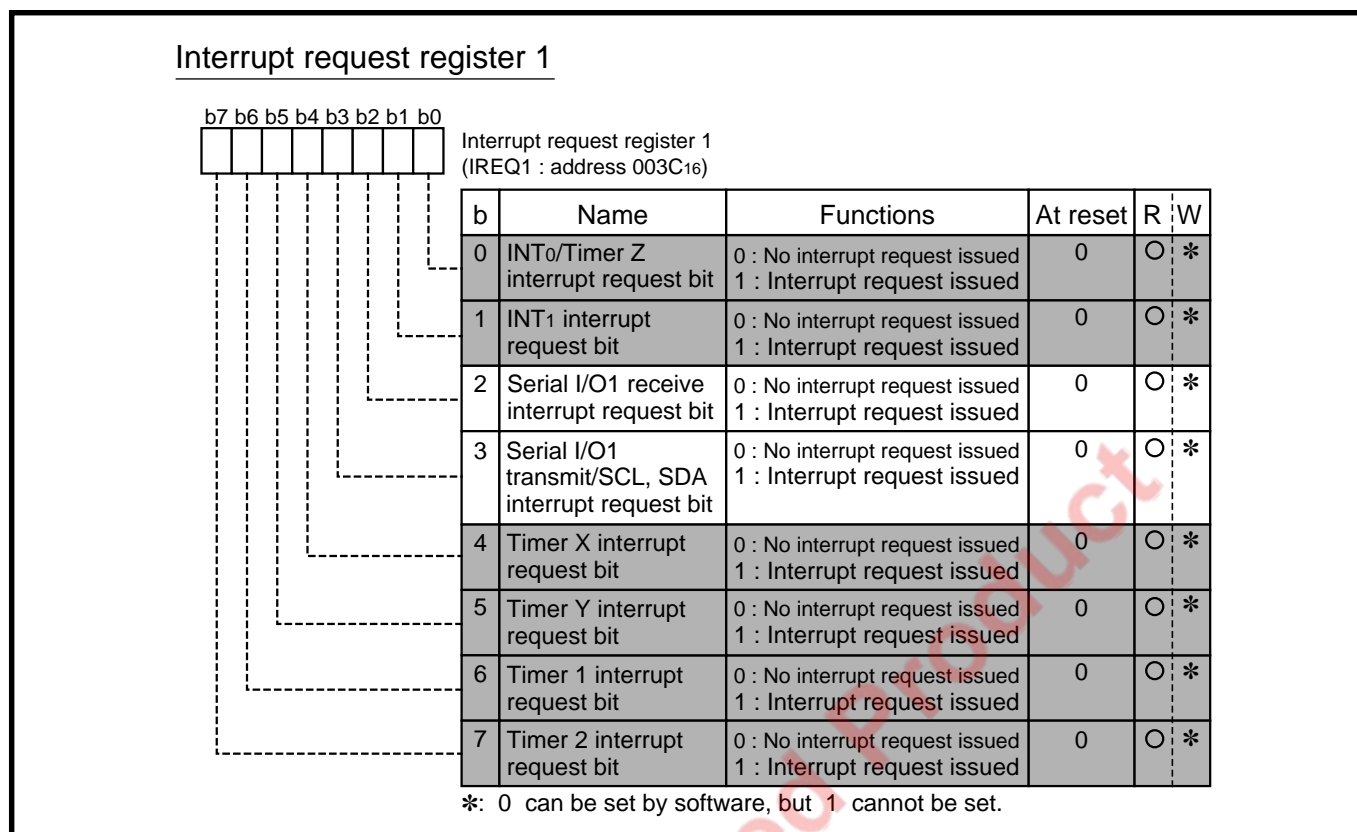 Interrupt request register 1
b7 b6 b5 b4 b3 b2 b1 b0
Interrupt request register 1
(IREQ1 : address 003C16)
b Name Functions At reset R W
0 INT0/Timer Z interrupt request bit 0 : No interrupt request issued 1 : Interrupt request issued 0 ○ ✻
1 INT1 interrupt request bit 0 : No interrupt request issued 1 : Interrupt request issued 0 ○ ✻
2 Serial I/O1 receive interrupt request bit 0 : No interrupt request issued 1 : Interrupt request issued 0 ○ ✻
3 Serial I/O1 transmit/SCL, SDA interrupt request bit 0 : No interrupt request issued 1 : Interrupt request issued 0 ○ ✻
4 Timer X interrupt request bit 0 : No interrupt request issued 1 : Interrupt request issued 0 ○ ✻
5 Timer Y interrupt request bit 0 : No interrupt request issued 1 : Interrupt request issued 0 ○ ✻
6 Timer 1 interrupt request bit 0 : No interrupt request issued 1 : Interrupt request issued 0 ○ ✻
7 Timer 2 interrupt request bit 0 : No interrupt request issued 1 : Interrupt request issued 0 ○ ✻
✻: 0 can be set by software, but 1 cannot be set.
Product